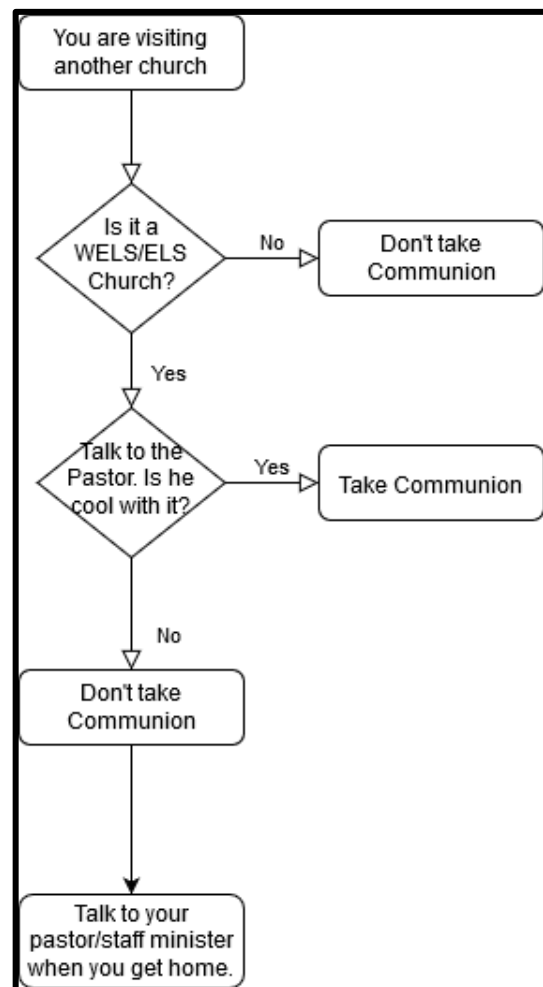 You are visiting
another church
Is it a
WELS/ELS
Church?
No
Don't take
Communion
Yes
Talk to the
Pastor. Is he
cool with it?
Yes
Take Communion
No
Don't take
Communion
Talk to your
pastor/staff minister
when you get home.